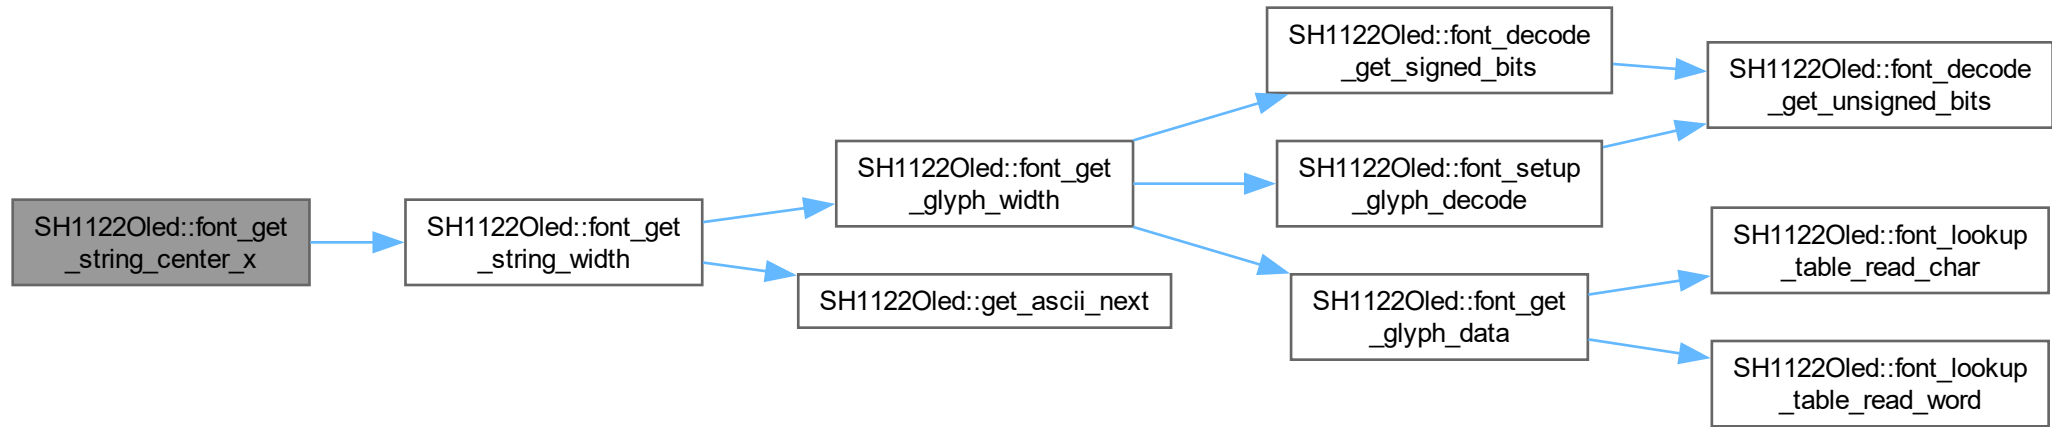 SH1122Oled::font_get
_string_center_x
SH1122Oled::font_get
_string_width
SH1122Oled::font_get
_glyph_width
SH1122Oled::get_ascii_next
SH1122Oled::font_decode
_get_signed_bits
SH1122Oled::font_setup
_glyph_decode
SH1122Oled::font_get
_glyph_data
SH1122Oled::font_decode
_get_unsigned_bits
SH1122Oled::font_lookup
_table_read_char
SH1122Oled::font_lookup
_table_read_word